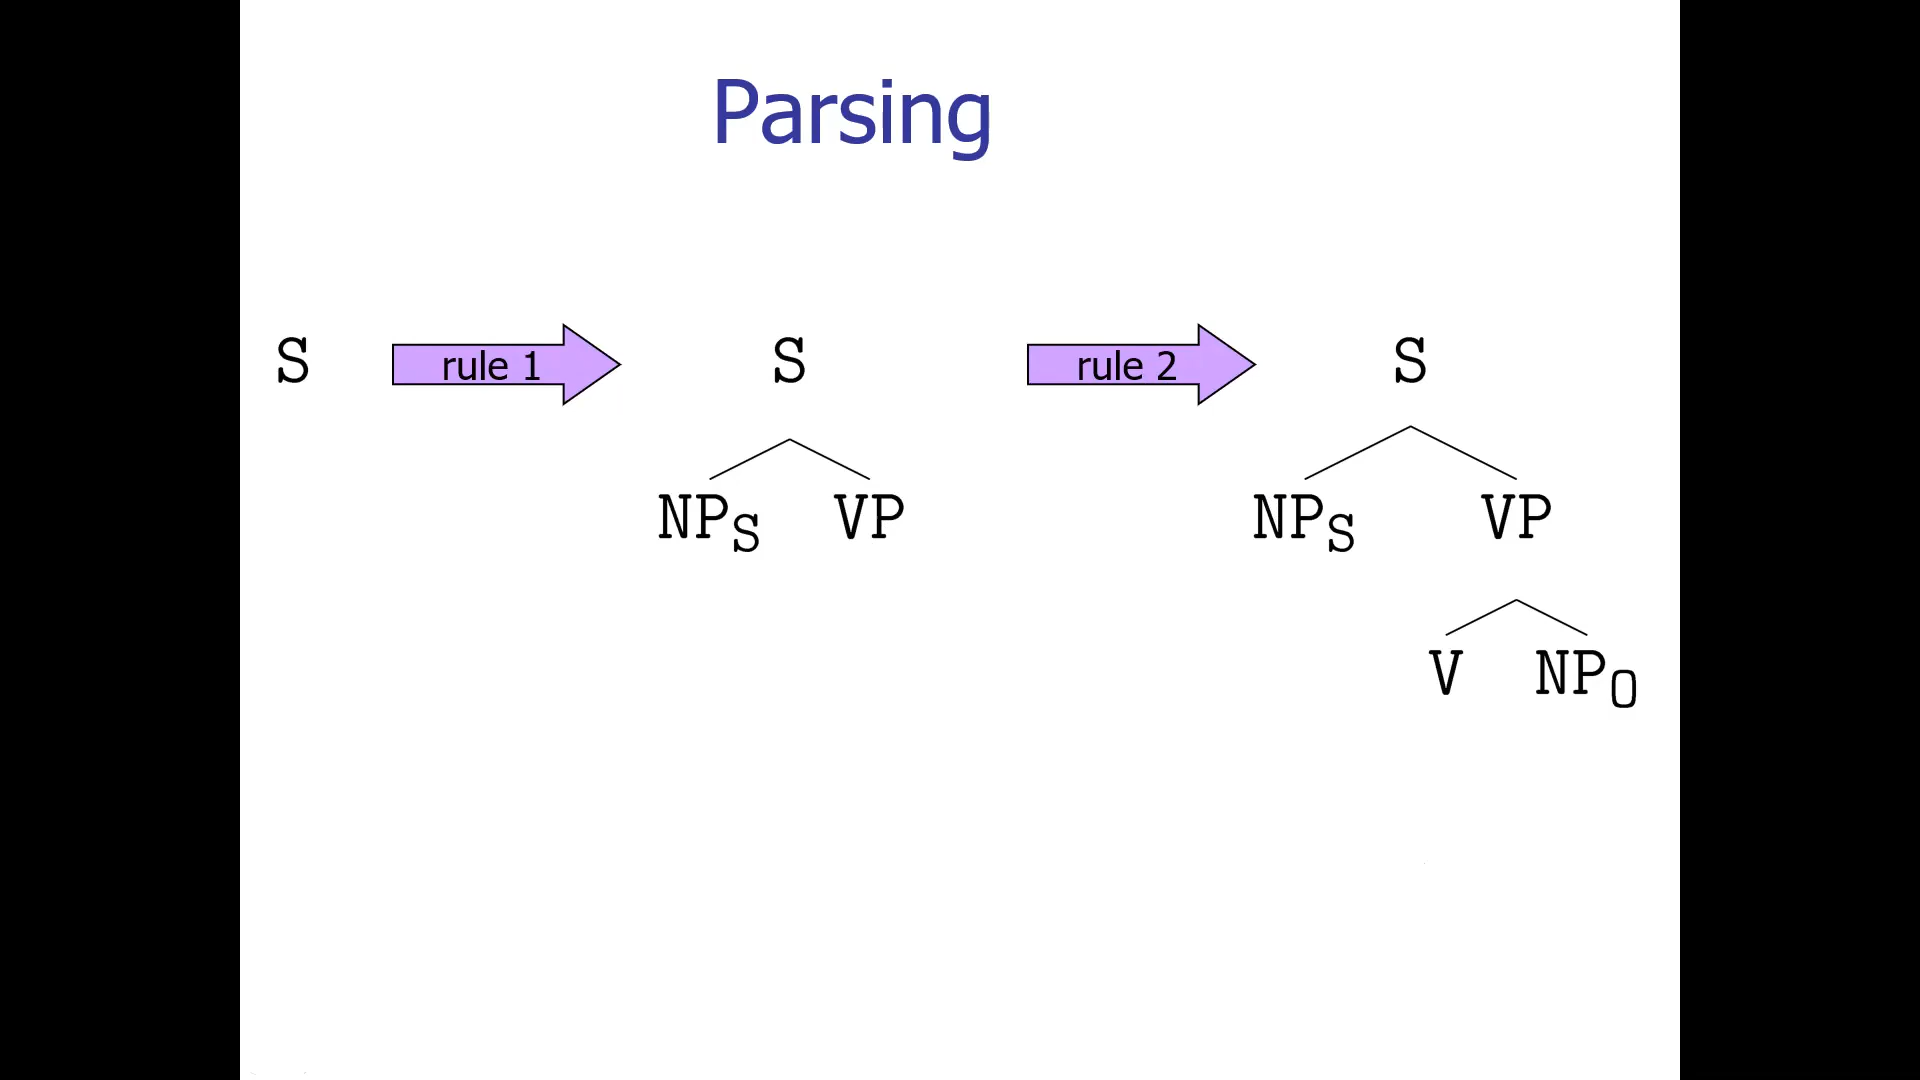 Parsing
S rule 1 S rule 2 S
NPS VP NPS VP
V NPO